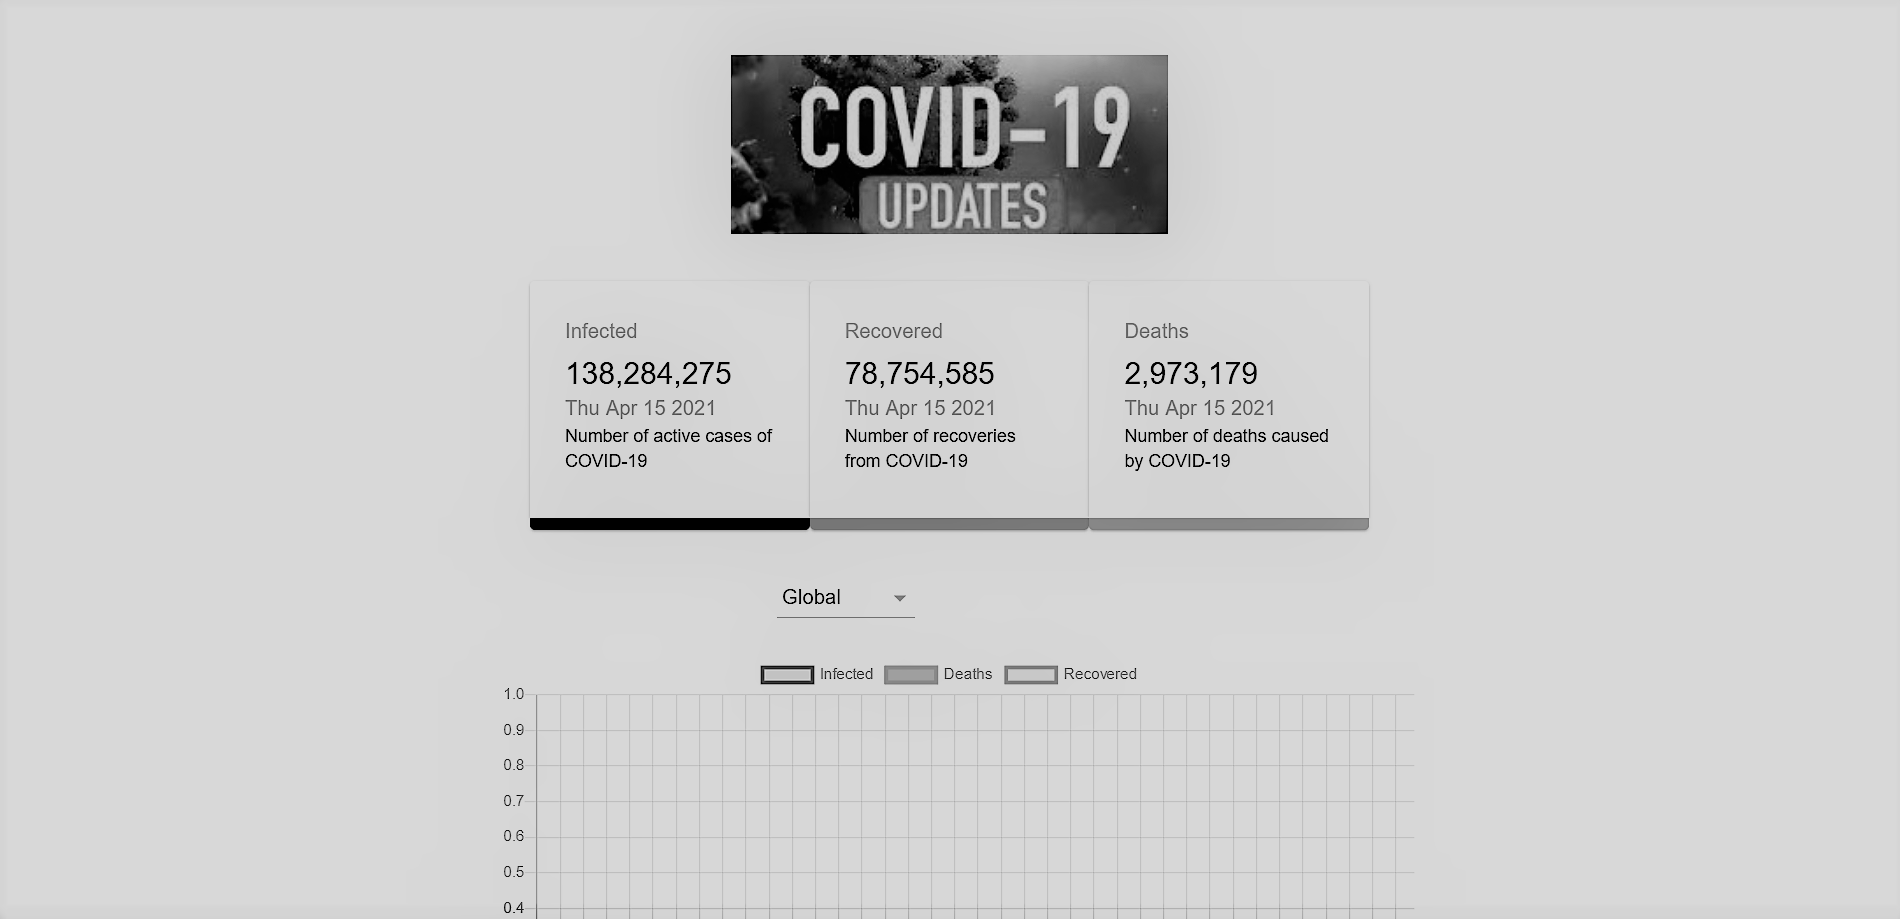 COVID-19
UPDATES
Infected
138,284,275
Thu Apr 15 2021
Number of active cases of
COVID-19
Recovered
78,754,585
Thu Apr 15 2021
Number of recoveries
from COVID-19
Deaths
2,973,179
Thu Apr 15 2021
Number of deaths caused
by COVID-19
Global
Infected Deaths Recovered
1.0
0.9
0.8
0.7
0.6
0.5
0.4